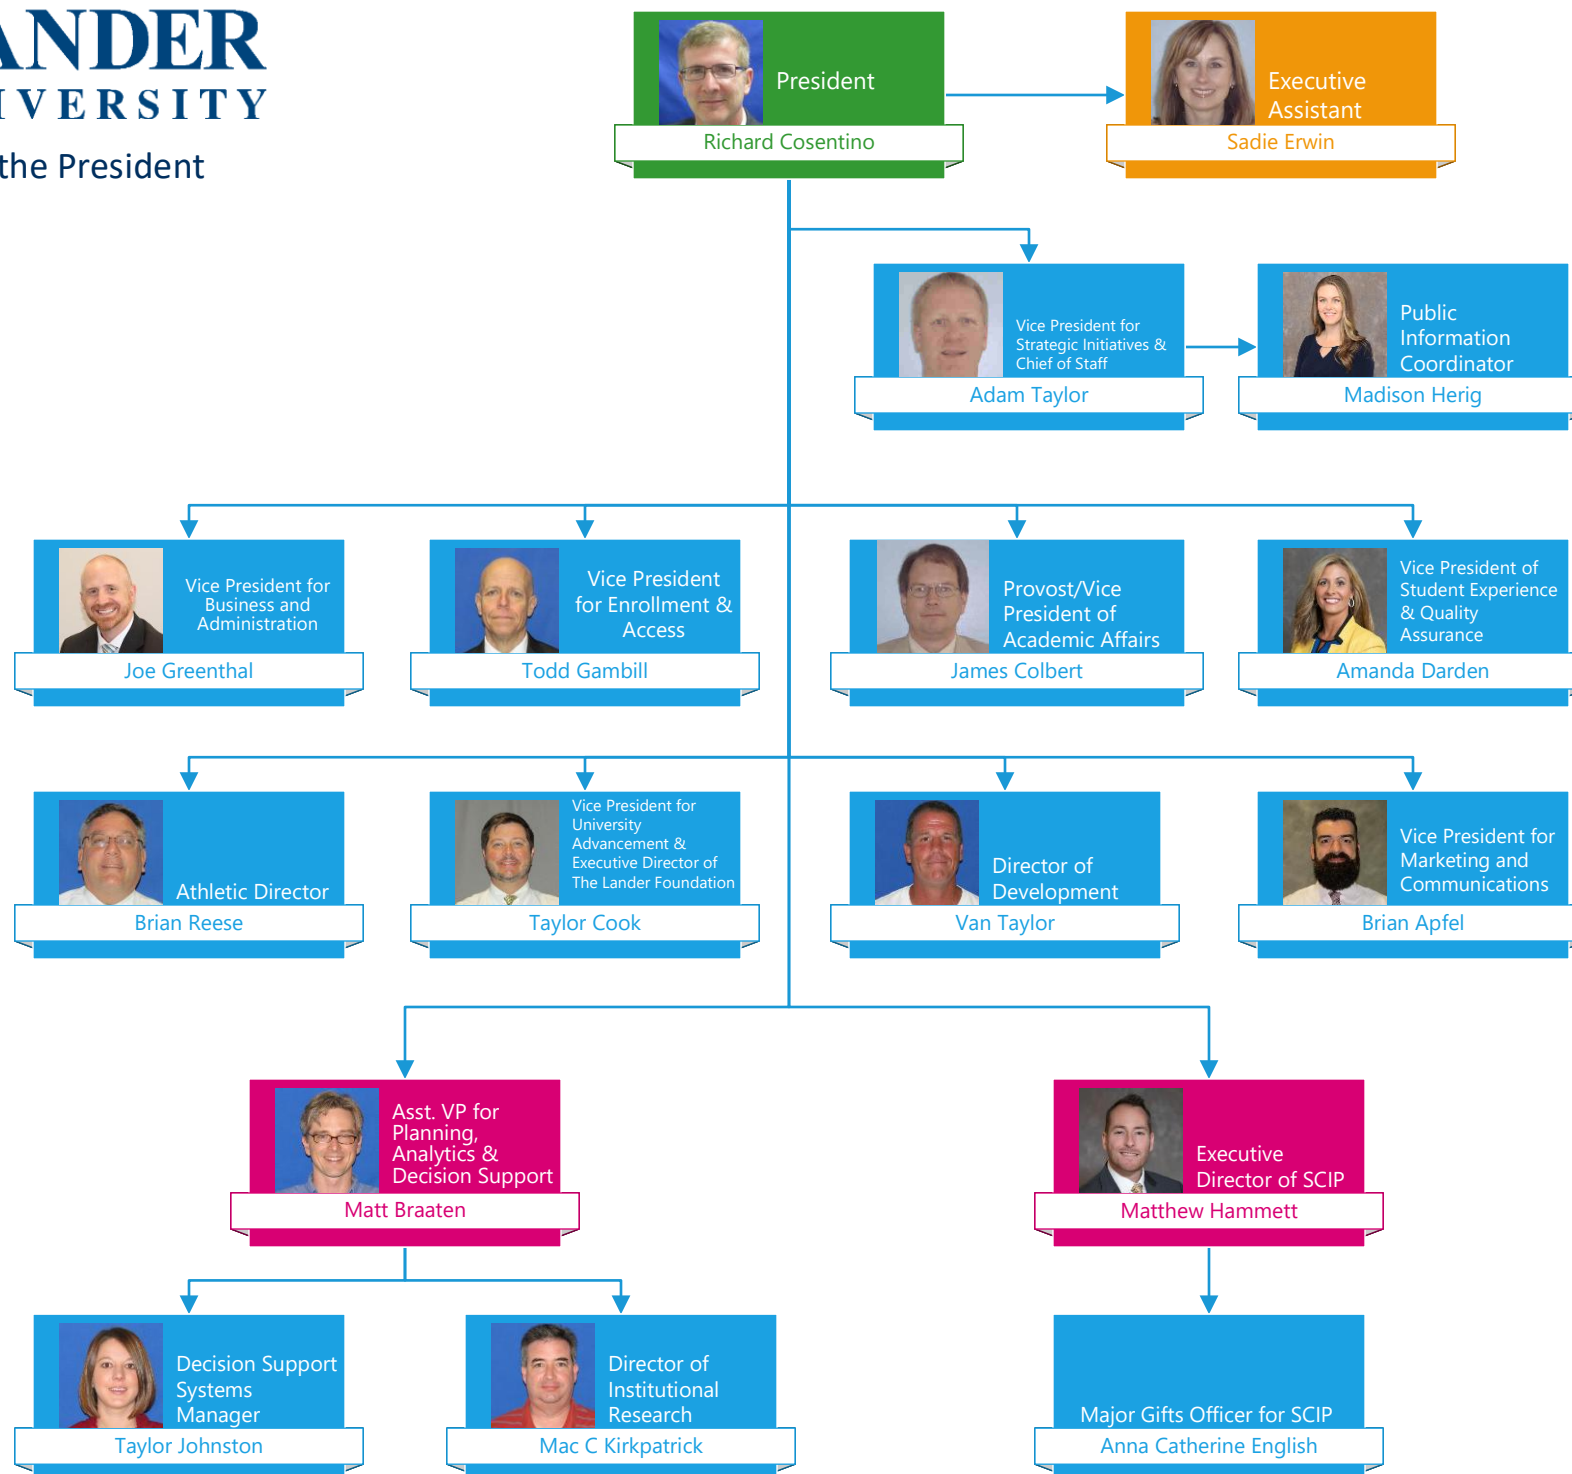 ANDER
IVERSITY
the President
President
Richard Cosentino
Executive
Assistant
Sadie Erwin
Vice President for
Strategic Initiatives &
Chief of Staff
Adam Taylor
Public
Information
Coordinator
Madison Herig
Vice President for
Business and
Administration
Joe Greenthal
Vice President
for Enrollment &
Access
Todd Gambill
Provost/Vice
President of
Academic Affairs
James Colbert
Vice President of
Student Experience
& Quality
Assurance
Amanda Darden
Athletic Director
Brian Reese
Vice President for
University
Advancement &
Executive Director of
The Lander Foundation
Taylor Cook
Director of
Development
Van Taylor
Vice President for
Marketing and
Communications
Brian Apfel
Asst. VP for
Planning,
Analytics &
Decision Support
Matt Braaten
Executive
Director of SCIP
Matthew Hammett
Decision Support
Systems
Manager
Taylor Johnston
Director of
Institutional
Research
Mac C Kirkpatrick
Major Gifts Officer for SCIP
Anna Catherine English